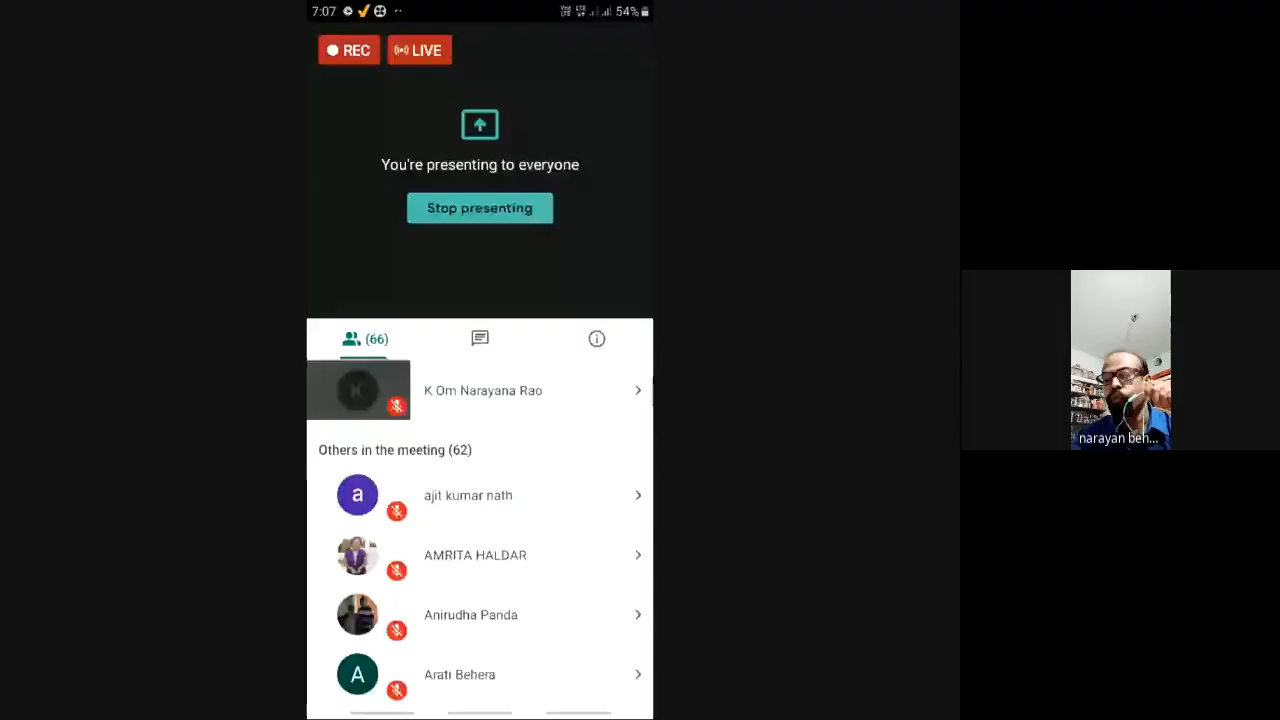 7:07
54%
REC
LIVE
You're presenting to everyone
Stop presenting
(66)
K
K Om Narayana Rao
Others in the meeting (62)
a
ajit kumar nath
AMRITA HALDAR
Anirudha Panda
A
Arati Behera
narayan beh...